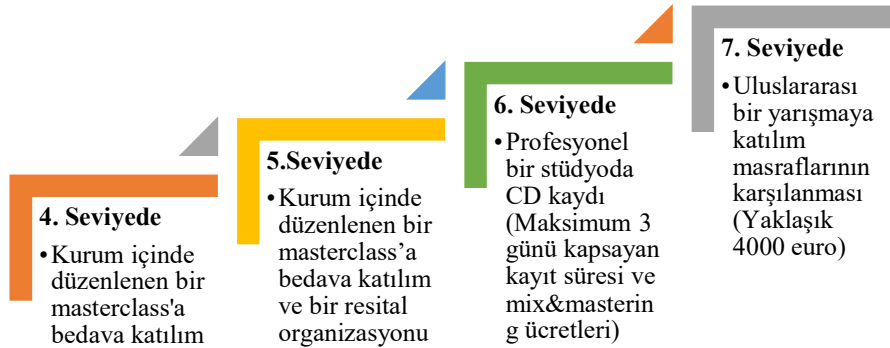 4. Seviyede
•Kurum içinde
düzenlenen bir
masterclass'a
bedava katılım
5.Seviyede
•Kurum içinde
düzenlenen bir
masterclass’a
bedava katılım
ve bir resital
organizasyonu
6. Seviyede
•Profesyonel
bir stüdyoda
CD kaydı
(Maksimum 3
günü kapsayan
kayıt süresi ve
mix&masterin
g ücretleri)
7. Seviyede
•Uluslararası
bir yarışmaya
katılım
masraflarının
karşılanması
(Yaklaşık
4000 euro)